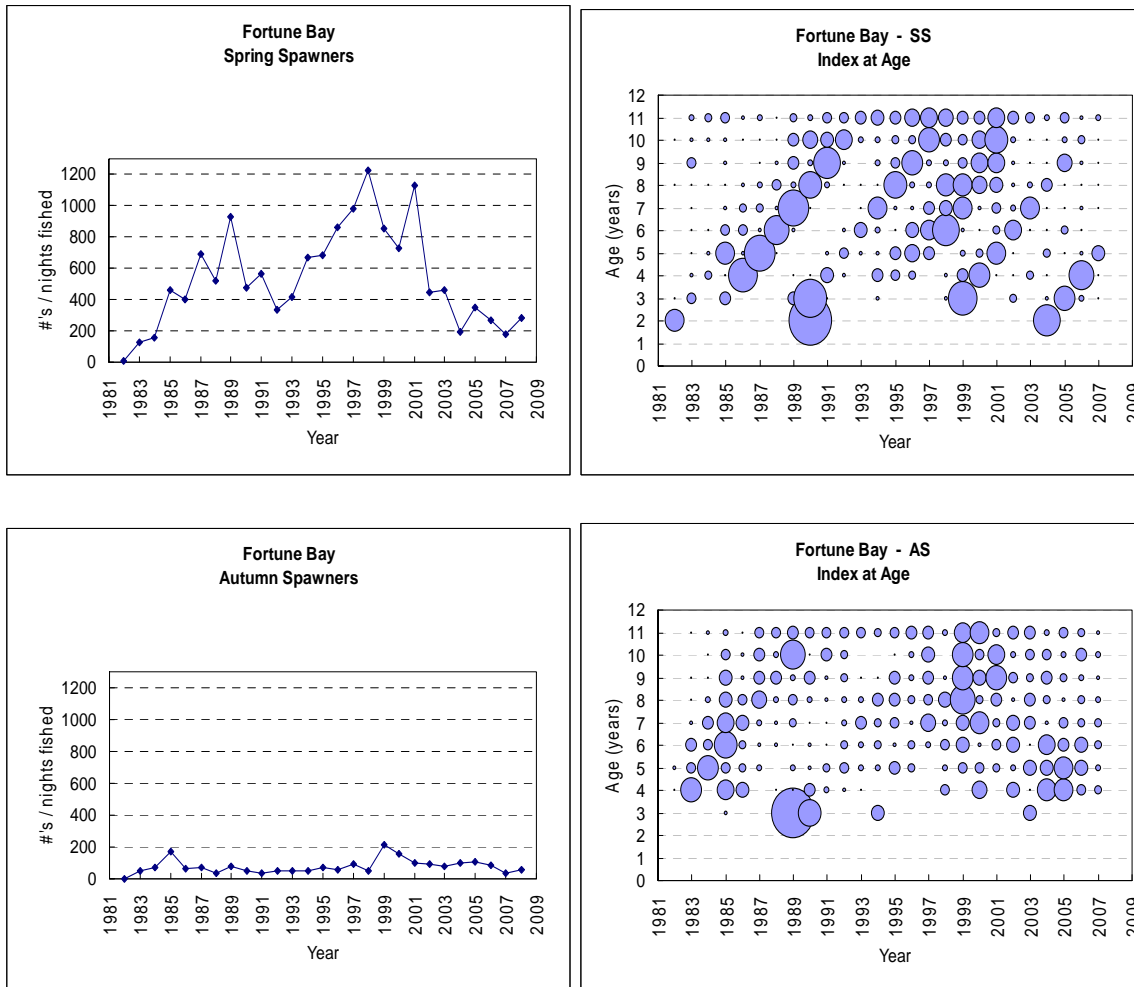 Fortune Bay
Spring Spawners
1200
1000
800
600
400
200
0
#'s / nights fished
1981 1983 1985 1987 1989 1991 1993 1995 1997 1999 2001 2003 2005 2007 2009
Year
Fortune Bay - SS
Index at Age
12
11
10
9
8
7
6
5
4
3
2
1
0
Age (years)
1981 1983 1985 1987 1989 1991 1993 1995 1997 1999 2001 2003 2005 2007 2009
Year
Fortune Bay
Autumn Spawners
1200
1000
800
600
400
200
0
#'s / nights fished
1981 1983 1985 1987 1989 1991 1993 1995 1997 1999 2001 2003 2005 2007 2009
Year
Fortune Bay - AS
Index at Age
12
11
10
9
8
7
6
5
4
3
2
1
0
Age (years)
1981 1983 1985 1987 1989 1991 1993 1995 1997 1999 2001 2003 2005 2007 2009
Year